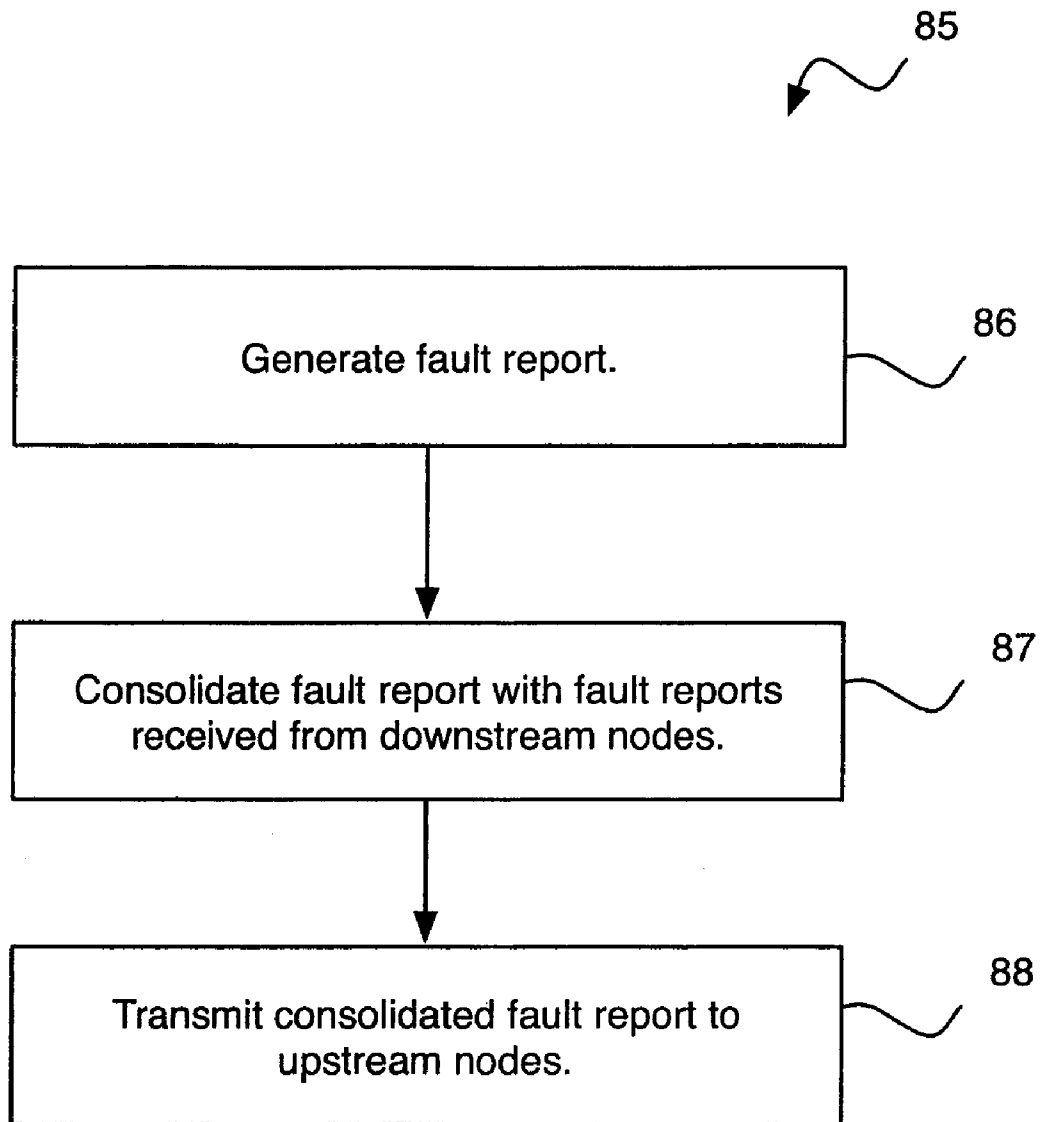 85
Generate fault report.
86
Consolidate fault report with fault reports
received from downstream nodes.
87
Transmit consolidated fault report to
upstream nodes.
88